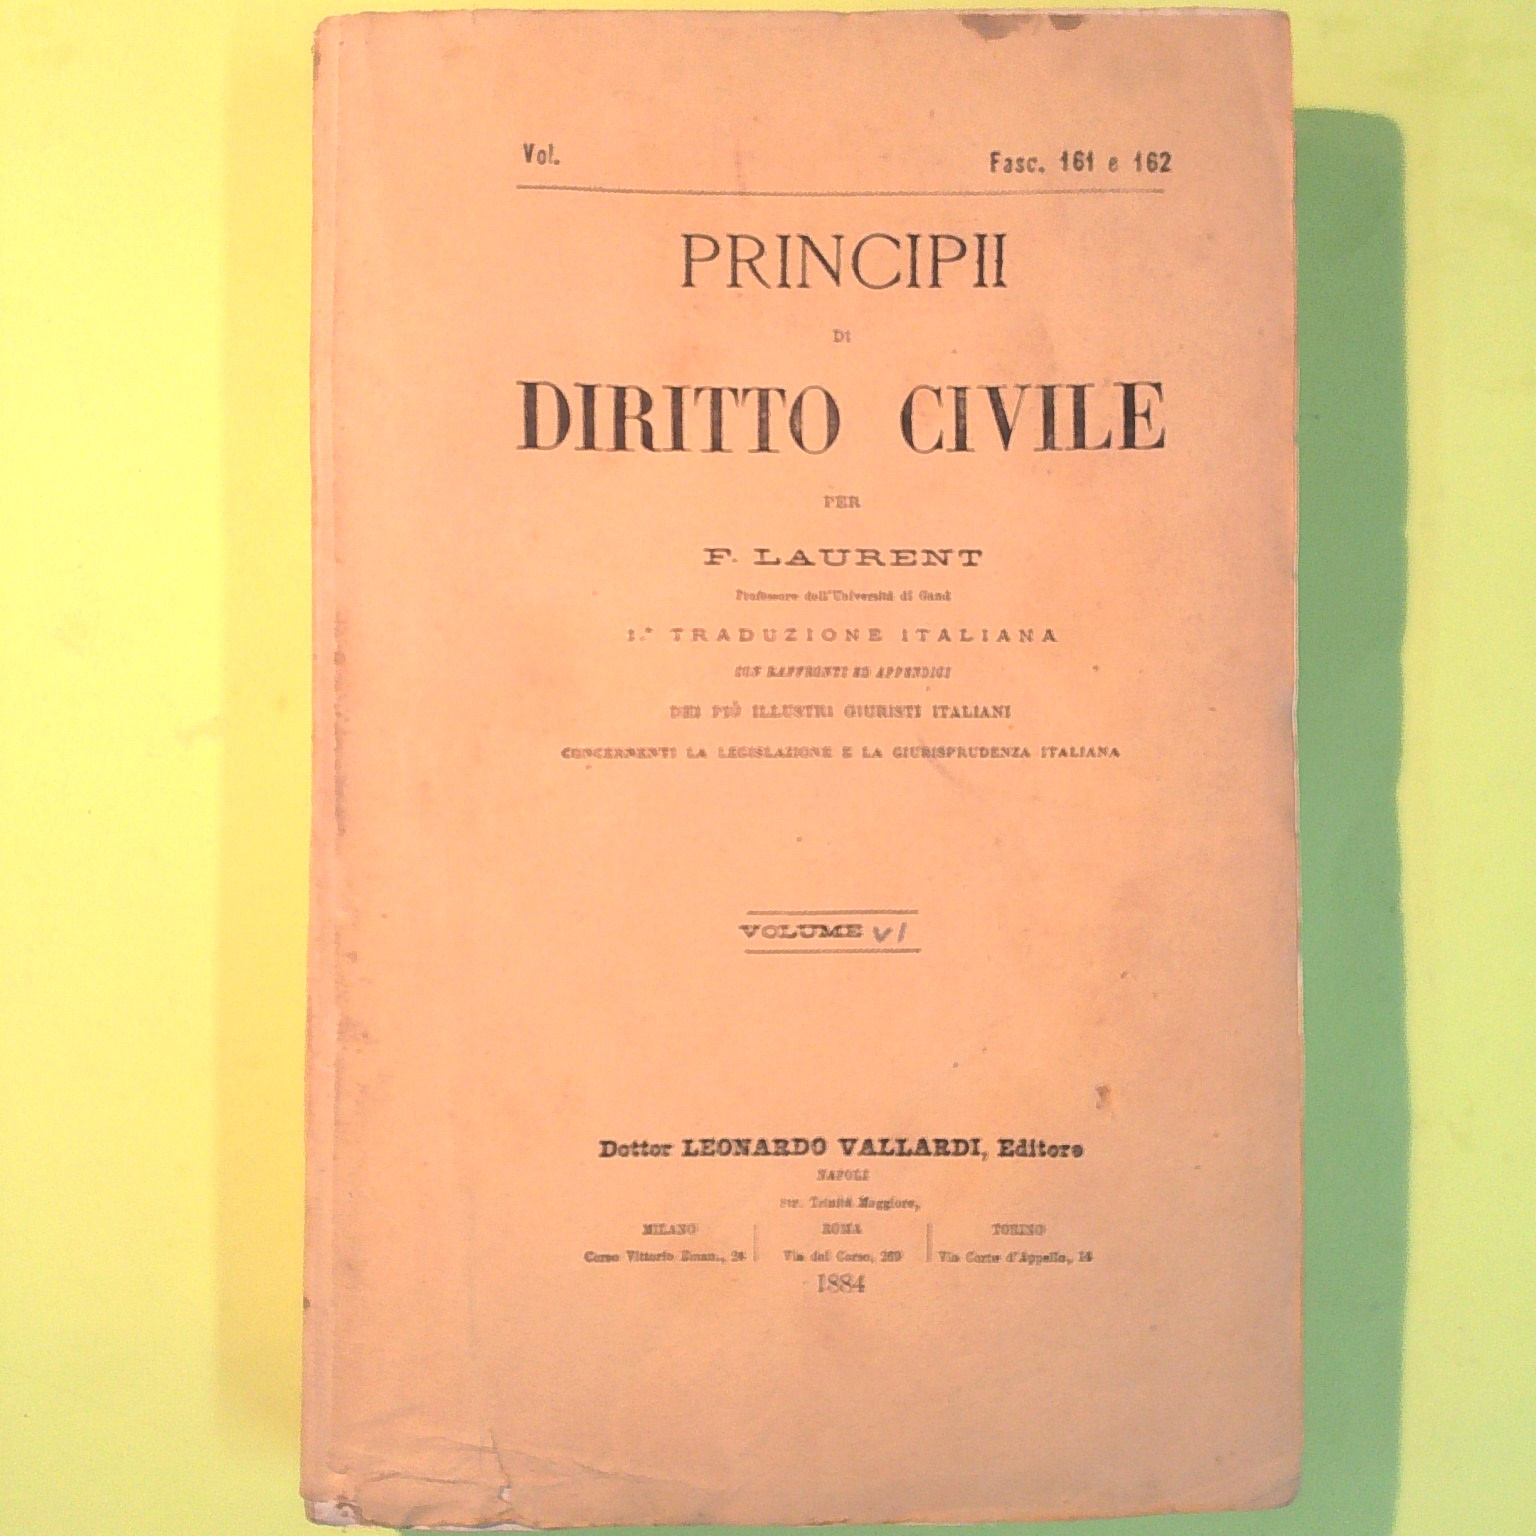 Vol. Fasc. 161 e 162
PRINCIPII
DI
DIRITTO CIVILE
PER
F. LAURENT
Professore dell'Università di Gand
1.ª TRADUZIONE ITALIANA
CON RAFFRONTI ED APPENDICI
DEI PIÙ ILLUSTRI GIURISTI ITALIANI
CONCERNENTI LA LEGISLAZIONE E LA GIURISPRUDENZA ITALIANA
VOLUME VI
Dottor LEONARDO VALLARDI, Editore
NAPOLI
Str. Trinità Maggiore,
MILANO ROMA TORINO
Corso Vittorio Eman., 24 Via del Corso, 269 Via Corte d'Appello, 14
1884